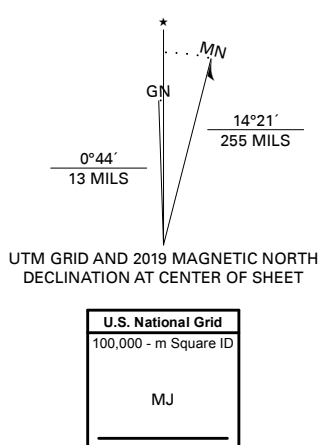 ★
MN
GN
14°21´
255 MILS
0°44´
13 MILS
UTM GRID AND 2019 MAGNETIC NORTH
DECLINATION AT CENTER OF SHEET
U.S. National Grid
100,000 - m Square ID
MJ